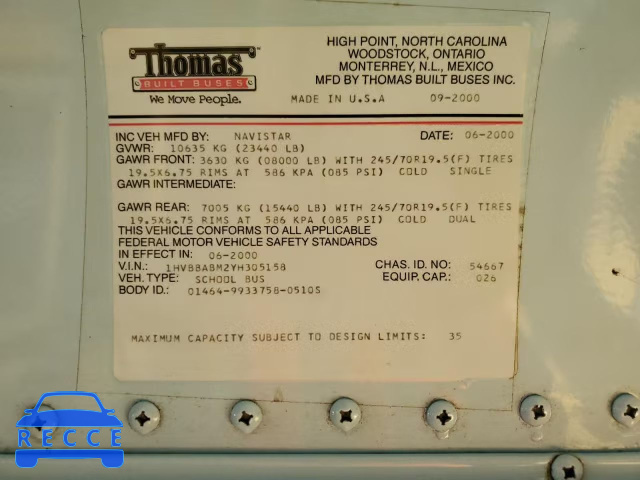 Thomas™
BUILT BUSES
We Move People.
HIGH POINT, NORTH CAROLINA
WOODSTOCK, ONTARIO
MONTERREY, N.L., MEXICO
MFD BY THOMAS BUILT BUSES INC.
MADE IN U.S.A 09-2000
INC VEH MFD BY: NAVISTAR DATE: 06-2000
GVWR: 10635 KG (23440 LB)
GAWR FRONT: 3630 KG (08000 LB) WITH 245/70R19.5(F) TIRES
19.5X6.75 RIMS AT 586 KPA (085 PSI) COLD SINGLE
GAWR INTERMEDIATE:
GAWR REAR: 7005 KG (15440 LB) WITH 245/70R19.5(F) TIRES
19.5X6.75 RIMS AT 586 KPA (085 PSI) COLD DUAL
THIS VEHICLE CONFORMS TO ALL APPLICABLE
FEDERAL MOTOR VEHICLE SAFETY STANDARDS
IN EFFECT IN: 06-2000
V.I.N.: 1HVBBABM2YH305158 CHAS. ID NO: 54667
VEH. TYPE: SCHOOL BUS EQUIP. CAP.: 026
BODY ID.: 01464-9933758-0510S
MAXIMUM CAPACITY SUBJECT TO DESIGN LIMITS: 35
RECCE